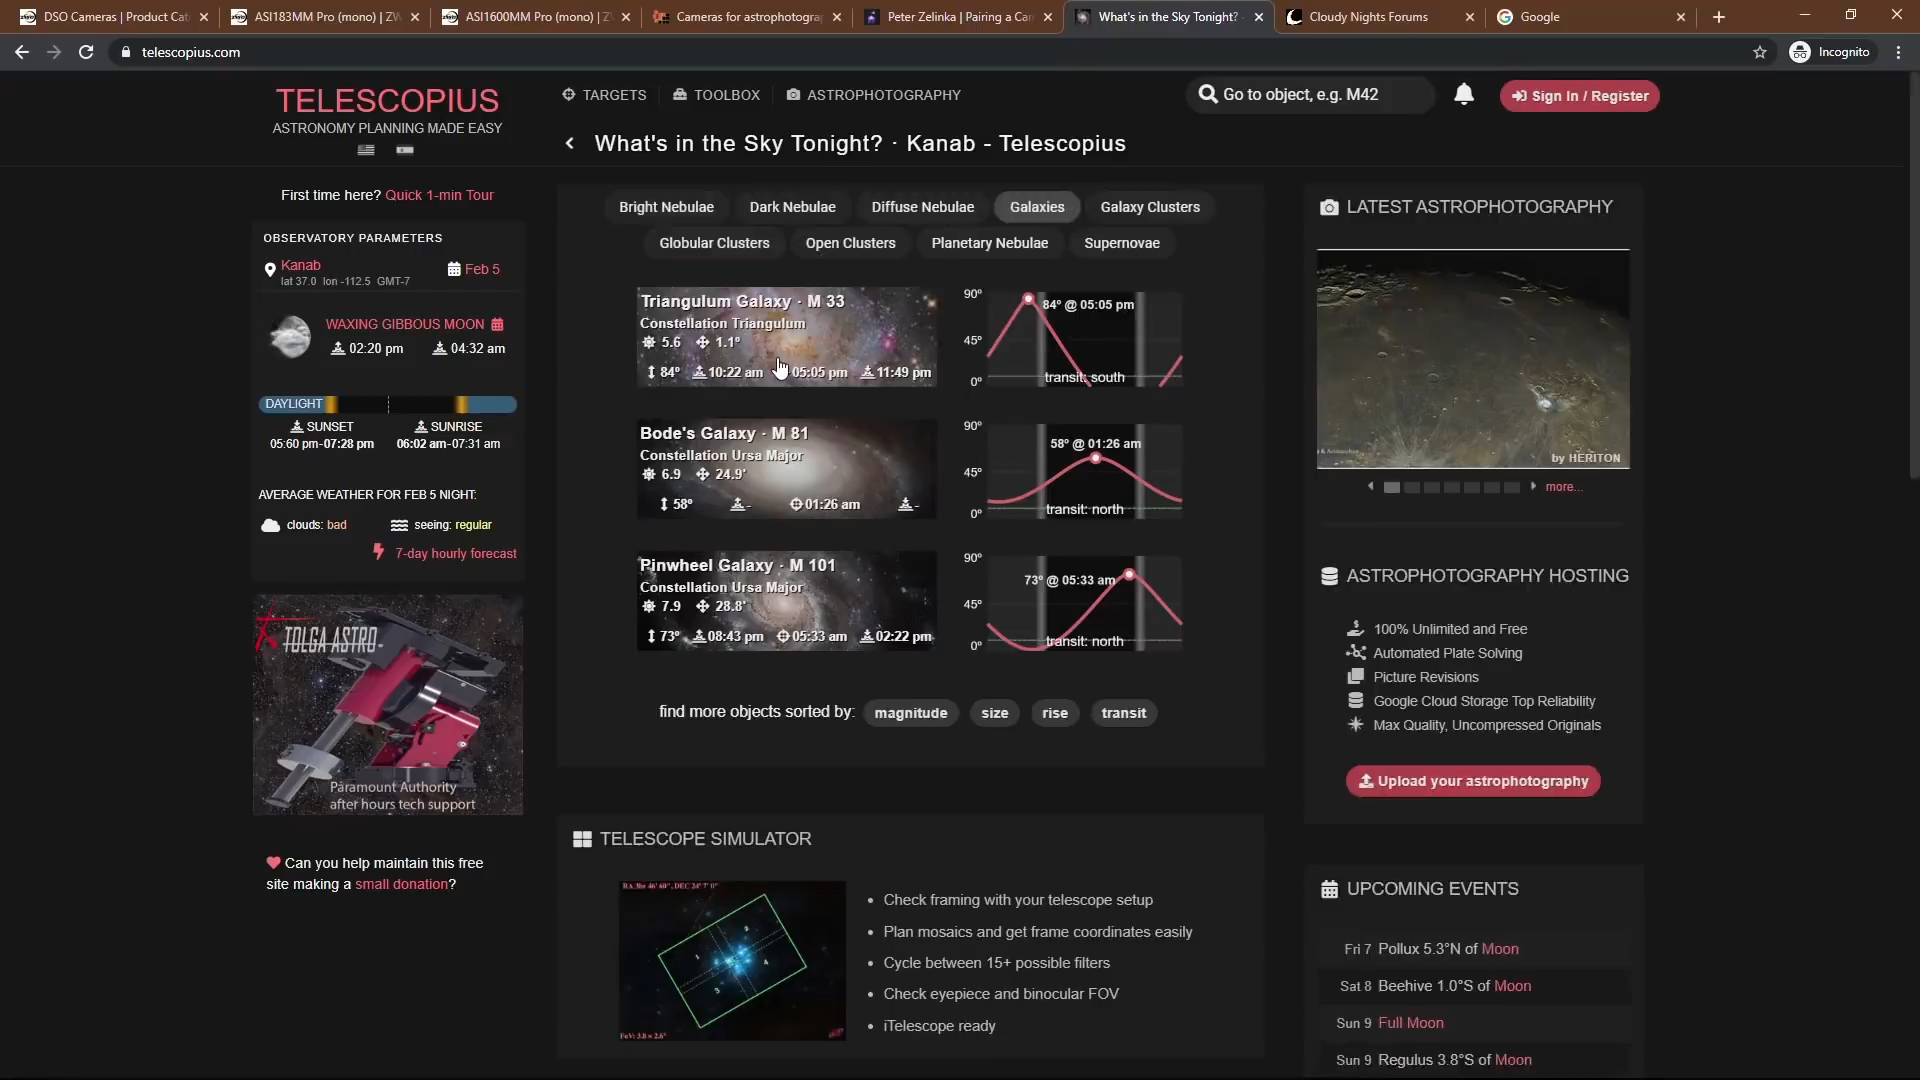 DSO Cameras | Product Cat
ASI183MM Pro (mono) | ZW
ASI1600MM Pro (mono) | Z
Cameras for astrophotogra
Peter Zelinka | Pairing a Can
What's in the Sky Tonight? ·
Cloudy Nights Forums
Google
telescopius.com
Incognito
TELESCOPIUS
ASTRONOMY PLANNING MADE EASY
TARGETS
TOOLBOX
ASTROPHOTOGRAPHY
Go to object, e.g. M42
Sign In / Register
What's in the Sky Tonight? · Kanab - Telescopius
First time here? Quick 1-min Tour
OBSERVATORY PARAMETERS
Kanab
Feb 5
lat 37.0 lon -112.5 GMT-7
WAXING GIBBOUS MOON
02:20 pm
04:32 am
DAYLIGHT
SUNSET
SUNRISE
05:60 pm-07:28 pm
06:02 am-07:31 am
AVERAGE WEATHER FOR FEB 5 NIGHT:
clouds: bad
seeing: regular
7-day hourly forecast
TOLGA ASTRO
Paramount Authority
after hours tech support
Can you help maintain this free
site making a small donation?
Bright Nebulae
Dark Nebulae
Diffuse Nebulae
Galaxies
Galaxy Clusters
Globular Clusters
Open Clusters
Planetary Nebulae
Supernovae
Triangulum Galaxy · M 33
Constellation Triangulum
5.6 1.1°
84° 10:22 am 05:05 pm 11:49 pm
90°
45°
0°
84° @ 05:05 pm
transit: south
Bode's Galaxy · M 81
Constellation Ursa Major
6.9 24.9'
58° - 01:26 am -
90°
45°
0°
58° @ 01:26 am
transit: north
Pinwheel Galaxy · M 101
Constellation Ursa Major
7.9 28.8'
73° 08:43 pm 05:33 am 02:22 pm
90°
45°
0°
73° @ 05:33 am
transit: north
find more objects sorted by: magnitude size rise transit
TELESCOPE SIMULATOR
Check framing with your telescope setup
Plan mosaics and get frame coordinates easily
Cycle between 15+ possible filters
Check eyepiece and binocular FOV
iTelescope ready
LATEST ASTROPHOTOGRAPHY
by HERITON
more...
ASTROPHOTOGRAPHY HOSTING
100% Unlimited and Free
Automated Plate Solving
Picture Revisions
Google Cloud Storage Top Reliability
Max Quality, Uncompressed Originals
Upload your astrophotography
UPCOMING EVENTS
Fri 7 Pollux 5.3°N of Moon
Sat 8 Beehive 1.0°S of Moon
Sun 9 Full Moon
Sun 9 Regulus 3.8°S of Moon